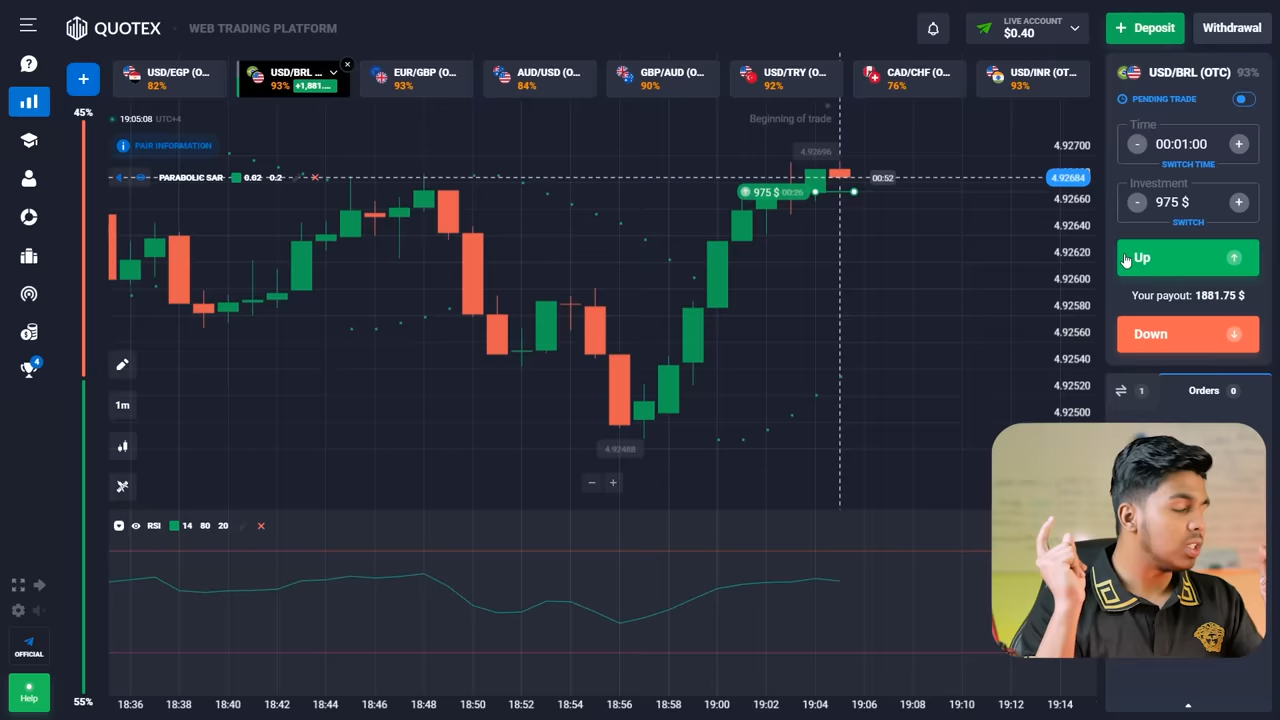 QUOTEX
WEB TRADING PLATFORM
LIVE ACCOUNT
$0.40
+ Deposit
Withdrawal
+
USD/EGP (O...
82%
USD/BRL ...
93%
+1,881....
EUR/GBP (O...
93%
AUD/USD (O...
84%
GBP/AUD (O...
90%
USD/TRY (O...
92%
CAD/CHF (O...
76%
USD/INR (OT...
93%
45%
19:05:08 UTC+4
Beginning of trade
PAIR INFORMATION
PARABOLIC SAR 0.02 0.2
4.92696
00:52
975 $ 00:26
4.92488
4.92700
4.92684
4.92660
4.92640
4.92620
4.92600
4.92580
4.92560
4.92540
4.92520
4.92500
1m
RSI 14 80 20
55%
18:36 18:38 18:40 18:42 18:44 18:46 18:48 18:50 18:52 18:54 18:56 18:58 19:00 19:02 19:04 19:06 19:08 19:10 19:12 19:14
4
OFFICIAL
Help
USD/BRL (OTC) 93%
PENDING TRADE
Time
- 00:01:00 +
SWITCH TIME
Investment
- 975 $ +
SWITCH
Up
Your payout: 1881.75 $
Down
1
Orders 0